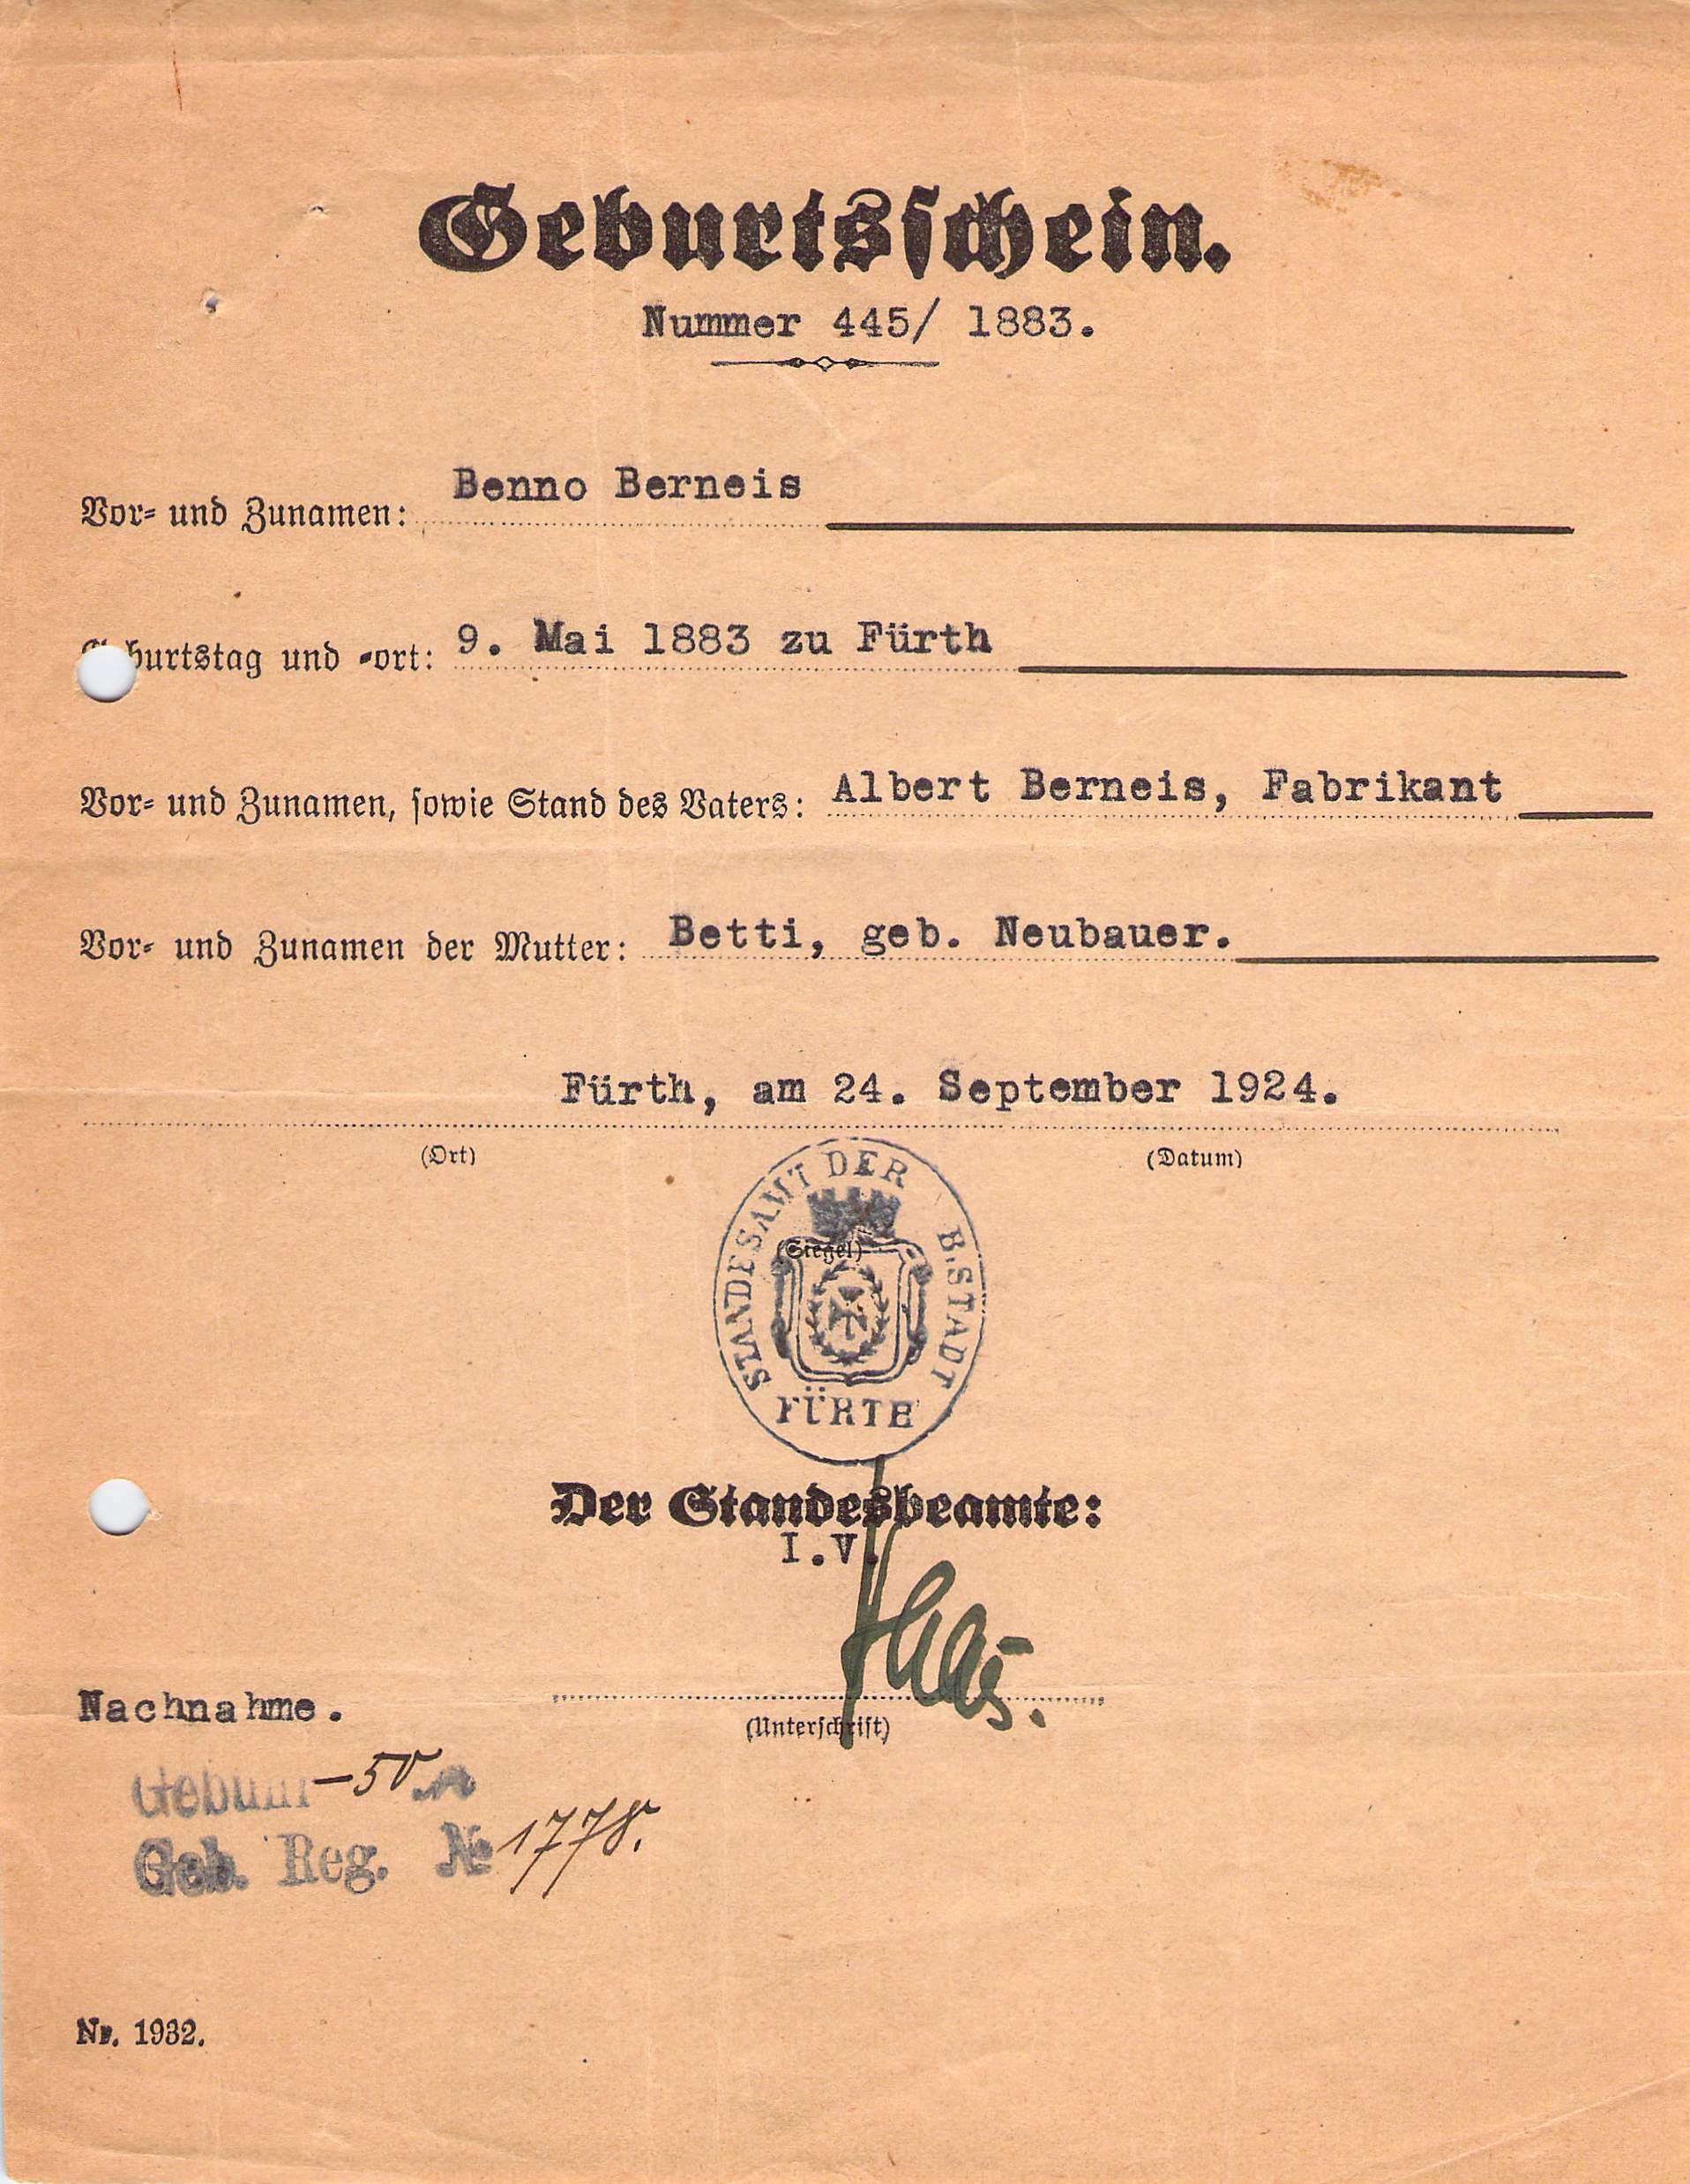 Geburtsschein.
Nummer 445/ 1883.
Vor- und Zunamen: Benno Berneis
Geburtstag und -ort: 9. Mai 1883 zu Fürth
Vor- und Zunamen, sowie Stand des Vaters: Albert Berneis, Fabrikant
Vor- und Zunamen der Mutter: Betti, geb. Neubauer.
Fürth, am 24. September 1924.
(Ort) (Datum)
STANDESAMT DER B. STADT
(Siegel)
FÜRTH
Der Standesbeamte:
I.V.
Nachnahme.
(Unterschrift)
Gebühr -50
Geb. Reg. № 1778.
Nr. 1932.